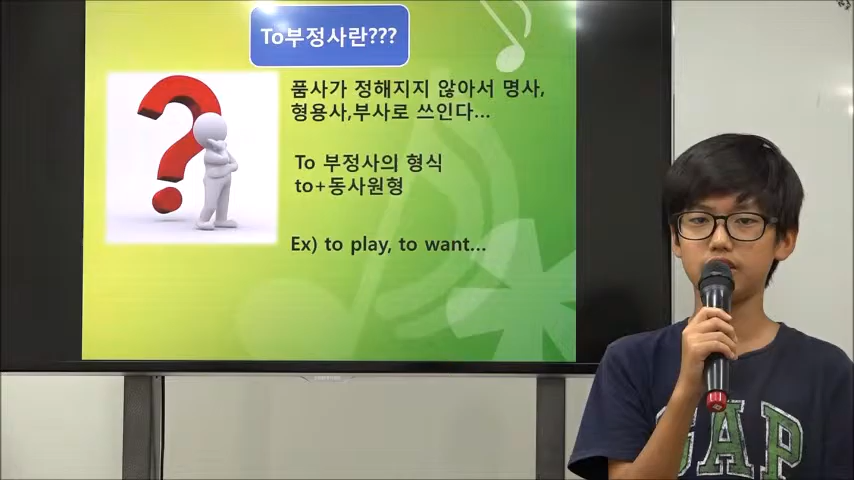 To부정사란???
품사가 정해지지 않아서 명사,
형용사,부사로 쓰인다...
To 부정사의 형식
to+동사원형
Ex) to play, to want...
GAP